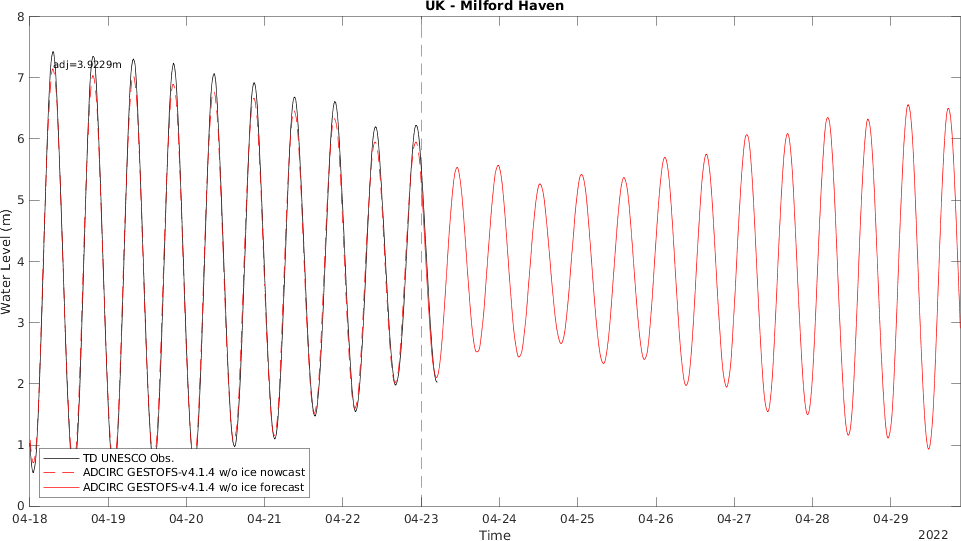 UK - Milford Haven
8
adj=3.9229m
7
6
5
4
3
2
1
0
Water Level (m)
TD UNESCO Obs.
ADCIRC GESTOFS-v4.1.4 w/o ice nowcast
ADCIRC GESTOFS-v4.1.4 w/o ice forecast
04-18 04-19 04-20 04-21 04-22 04-23 04-24 04-25 04-26 04-27 04-28 04-29
Time
2022